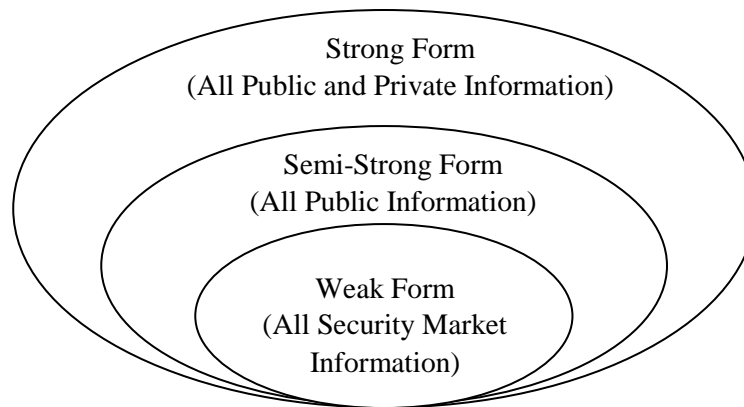 Strong Form
(All Public and Private Information)
Semi-Strong Form
(All Public Information)
Weak Form
(All Security Market
Information)